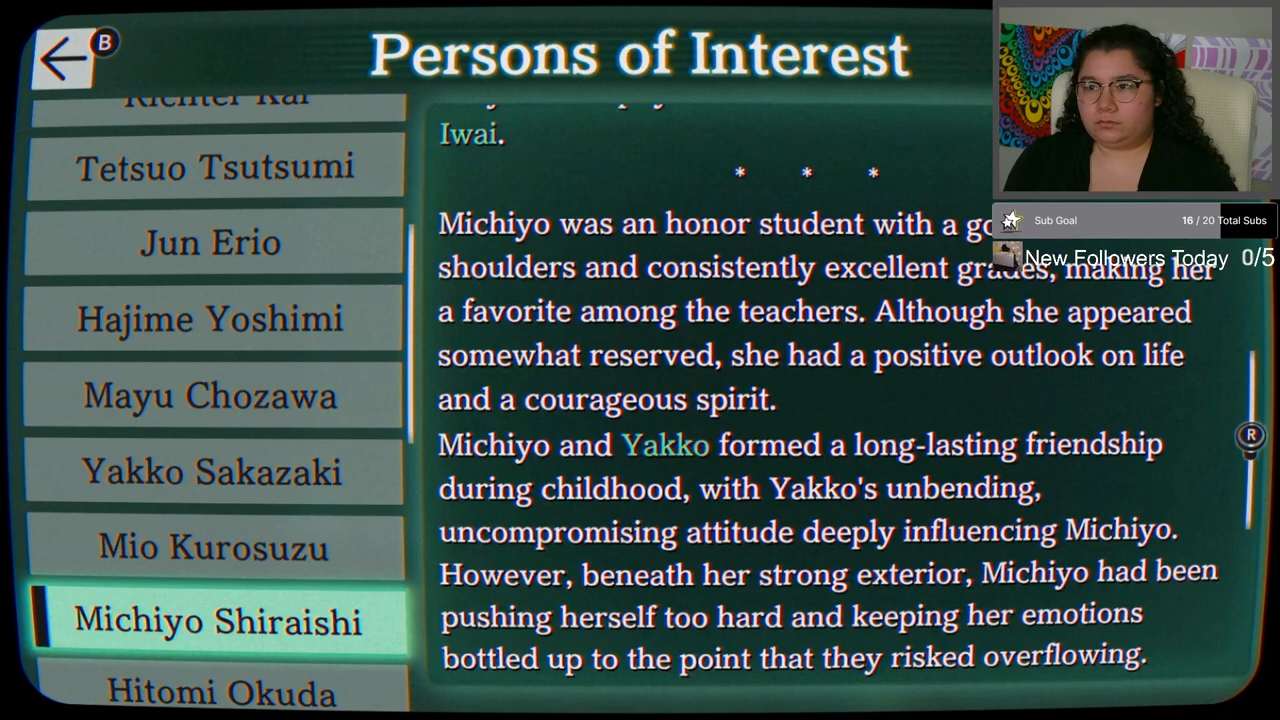 B
Persons of Interest
Richter Kai
Tetsuo Tsutsumi
Jun Erio
Hajime Yoshimi
Mayu Chozawa
Yakko Sakazaki
Mio Kurosuzu
Michiyo Shiraishi
Hitomi Okuda
Iwai.
* * *
Michiyo was an honor student with a
shoulders and consistently excellent grades, making her
a favorite among the teachers. Although she appeared
somewhat reserved, she had a positive outlook on life
and a courageous spirit.
Michiyo and Yakko formed a long-lasting friendship
during childhood, with Yakko's unbending,
uncompromising attitude deeply influencing Michiyo.
However, beneath her strong exterior, Michiyo had been
pushing herself too hard and keeping her emotions
bottled up to the point that they risked overflowing.
R
Sub Goal 16 / 20 Total Subs
New Followers Today 0/5